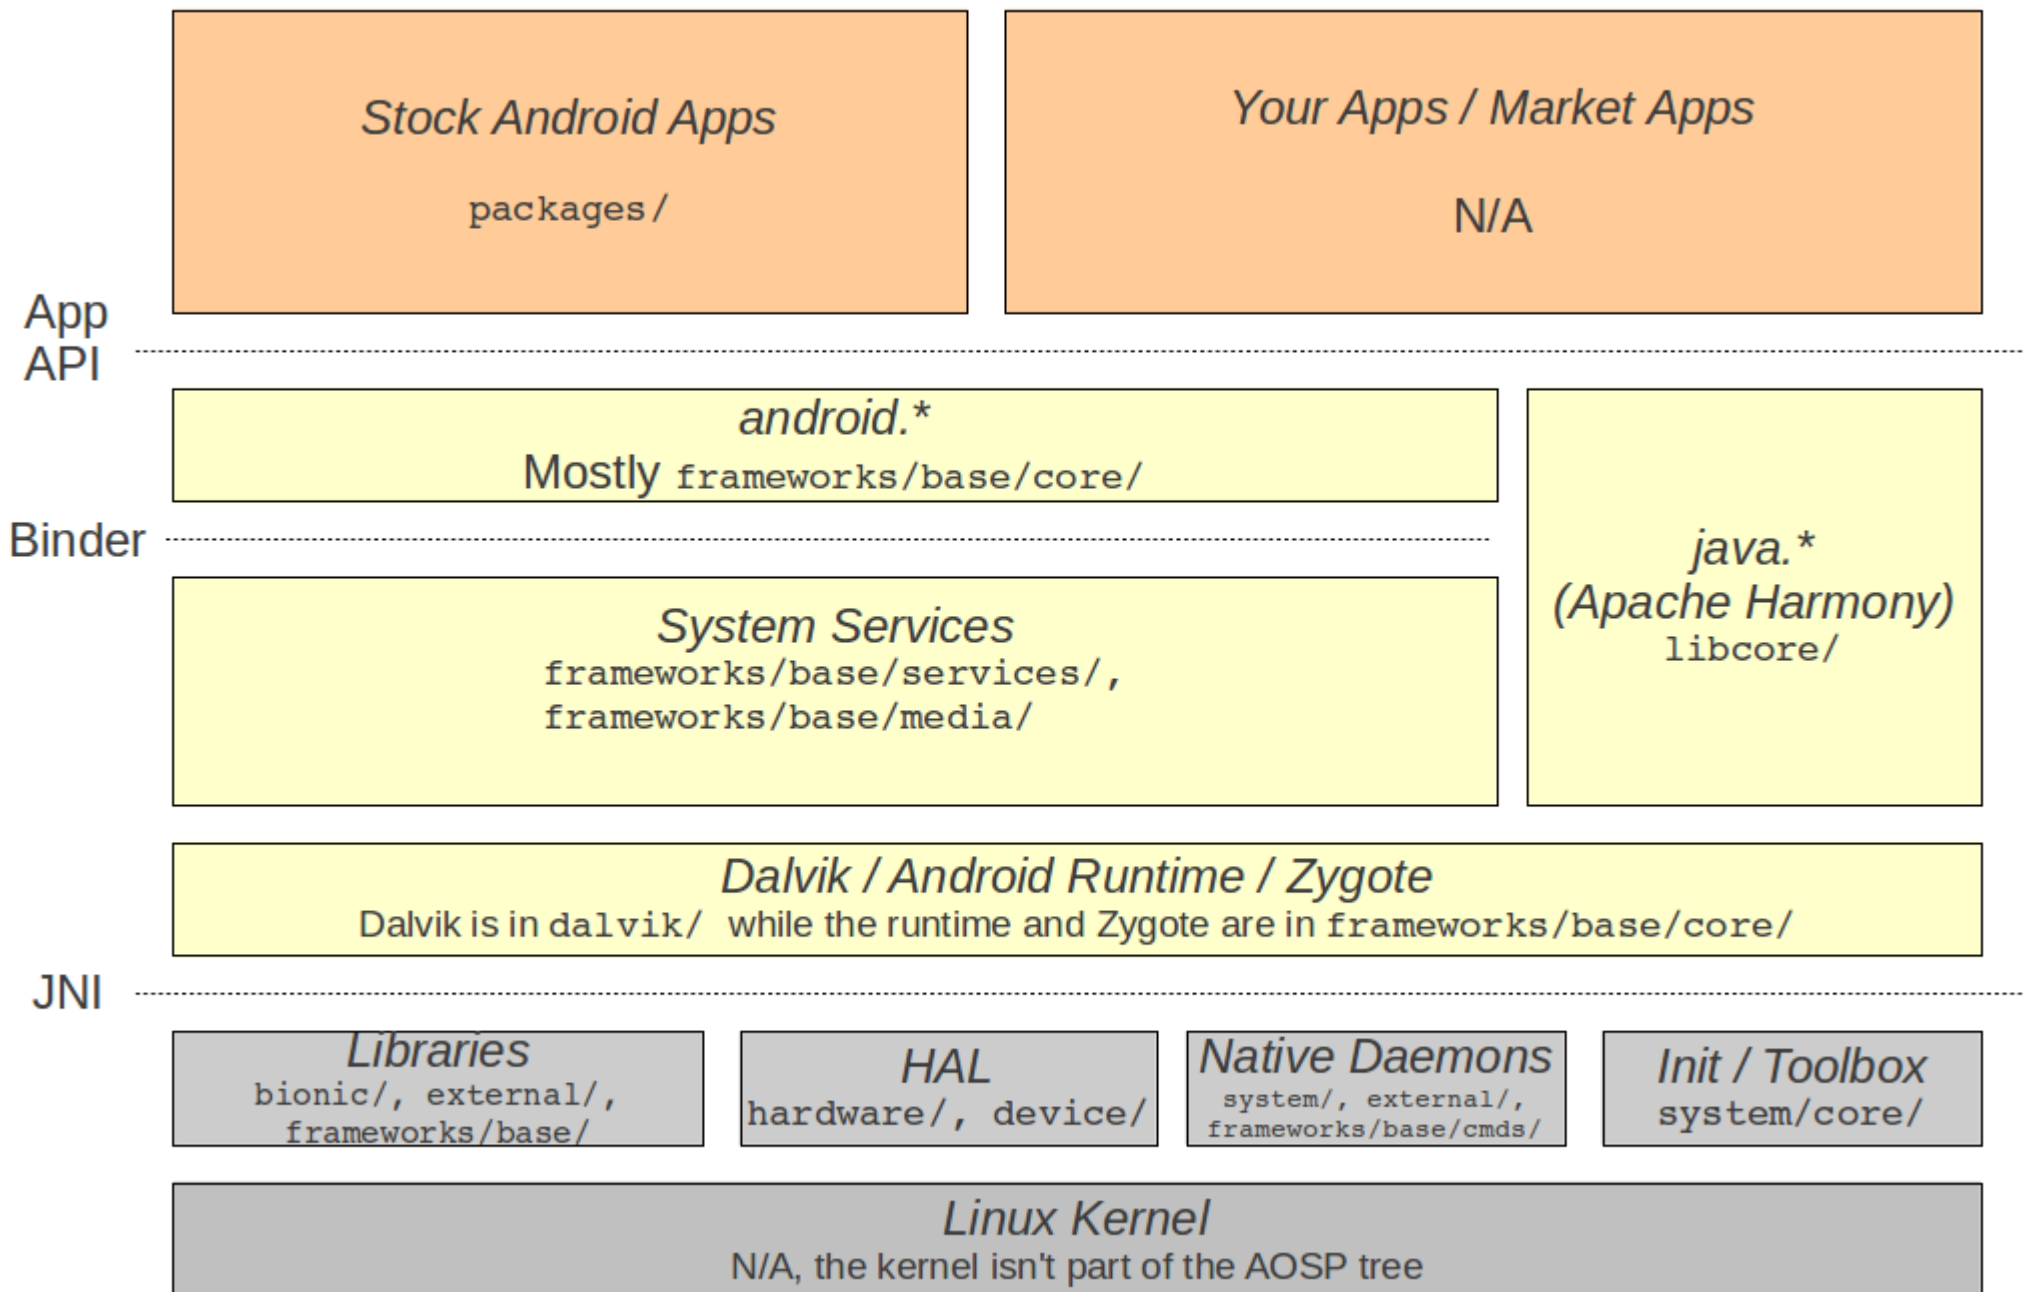 Stock Android Apps
packages/
Your Apps / Market Apps
N/A
App
API
android.*
Mostly frameworks/base/core/
Binder
System Services
frameworks/base/services/,
frameworks/base/media/
java.*
(Apache Harmony)
libcore/
Dalvik / Android Runtime / Zygote
Dalvik is in dalvik/ while the runtime and Zygote are in frameworks/base/core/
JNI
Libraries
bionic/, external/,
frameworks/base/
HAL
hardware/, device/
Native Daemons
system/, external/,
frameworks/base/cmds/
Init / Toolbox
system/core/
Linux Kernel
N/A, the kernel isn't part of the AOSP tree